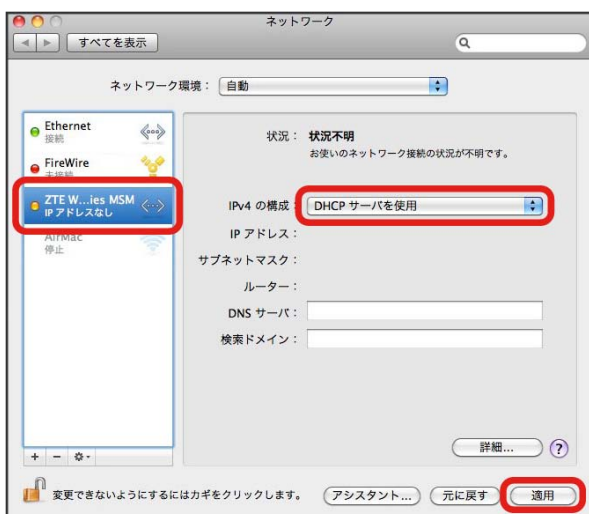 ネットワーク
すべてを表示
ネットワーク環境： 自動
Ethernet
接続
FireWire
未接続
ZTE W...ies MSM
IP アドレスなし
AirMac
停止
状況： 状況不明
お使いのネットワーク接続の状況が不明です。
IPv4 の構成： DHCP サーバを使用
IP アドレス：
サブネットマスク：
ルーター：
DNS サーバ：
検索ドメイン：
詳細...
?
変更できないようにするにはカギをクリックします。
アシスタント...
元に戻す
適用